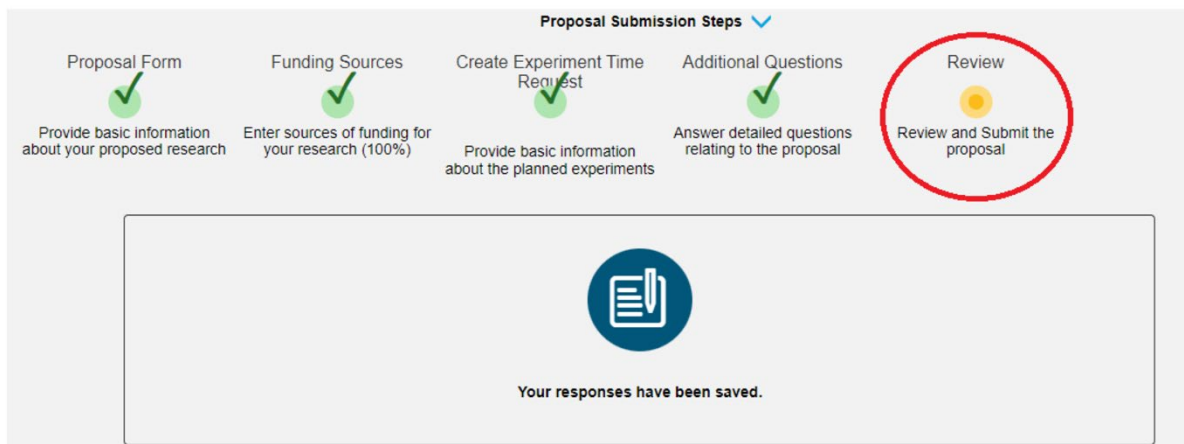 Proposal Submission Steps
Proposal Form
Provide basic information
about your proposed research
Funding Sources
Enter sources of funding for
your research (100%)
Create Experiment Time
Request
Provide basic information
about the planned experiments
Additional Questions
Answer detailed questions
relating to the proposal
Review
Review and Submit the
proposal
Your responses have been saved.